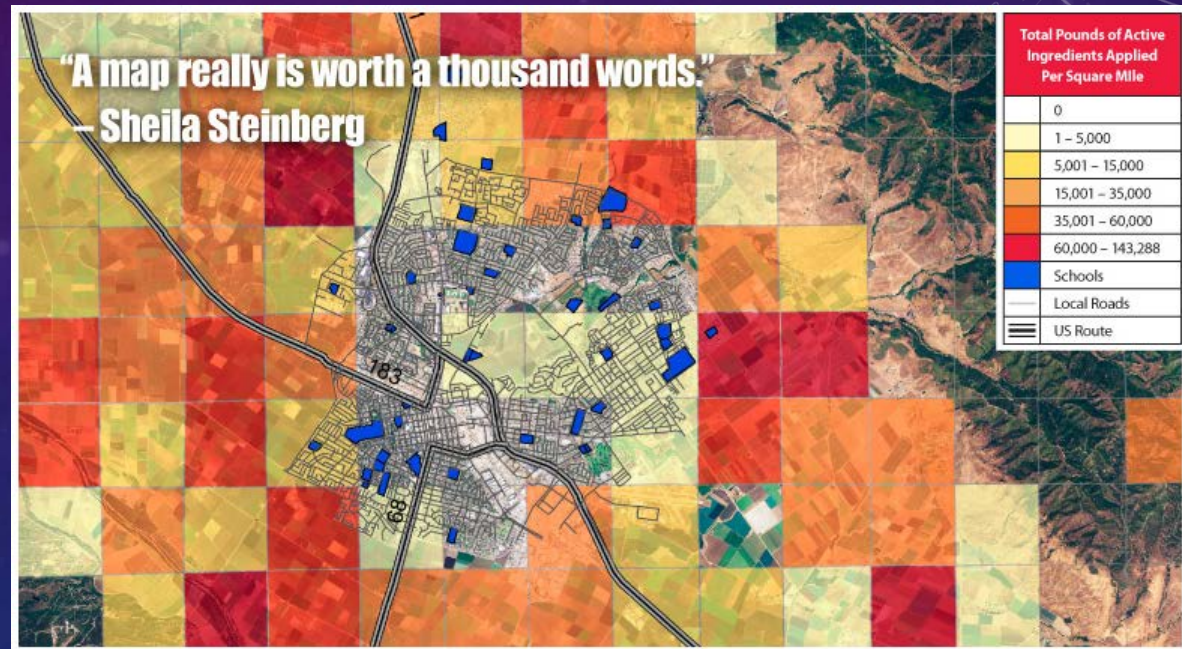 “A map really is worth a thousand words.”
– Sheila Steinberg
183
68
Total Pounds of Active
Ingredients Applied
Per Square MIle
0
1 – 5,000
5,001 – 15,000
15,001 – 35,000
35,001 – 60,000
60,000 – 143,288
Schools
Local Roads
US Route